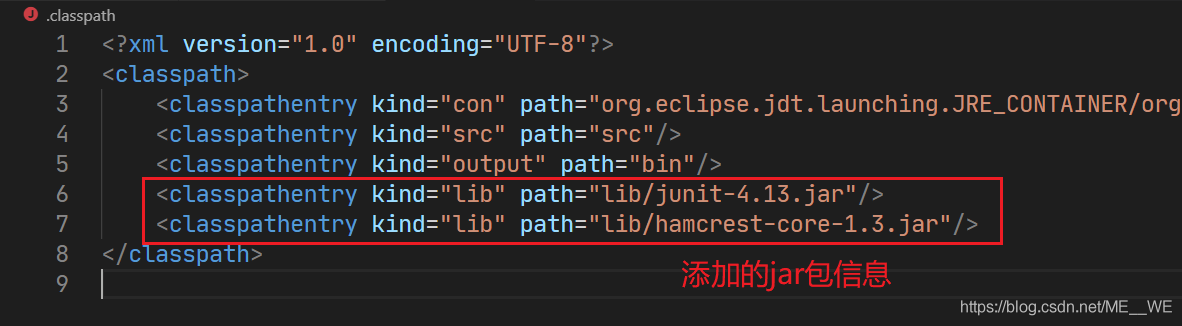 .classpath
1 <?xml version="1.0" encoding="UTF-8"?>
2 <classpath>
3 <classpathentry kind="con" path="org.eclipse.jdt.launching.JRE_CONTAINER/org
4 <classpathentry kind="src" path="src"/>
5 <classpathentry kind="output" path="bin"/>
6 <classpathentry kind="lib" path="lib/junit-4.13.jar"/>
7 <classpathentry kind="lib" path="lib/hamcrest-core-1.3.jar"/>
8 </classpath>
9
添加的jar包信息
https://blog.csdn.net/ME__WE